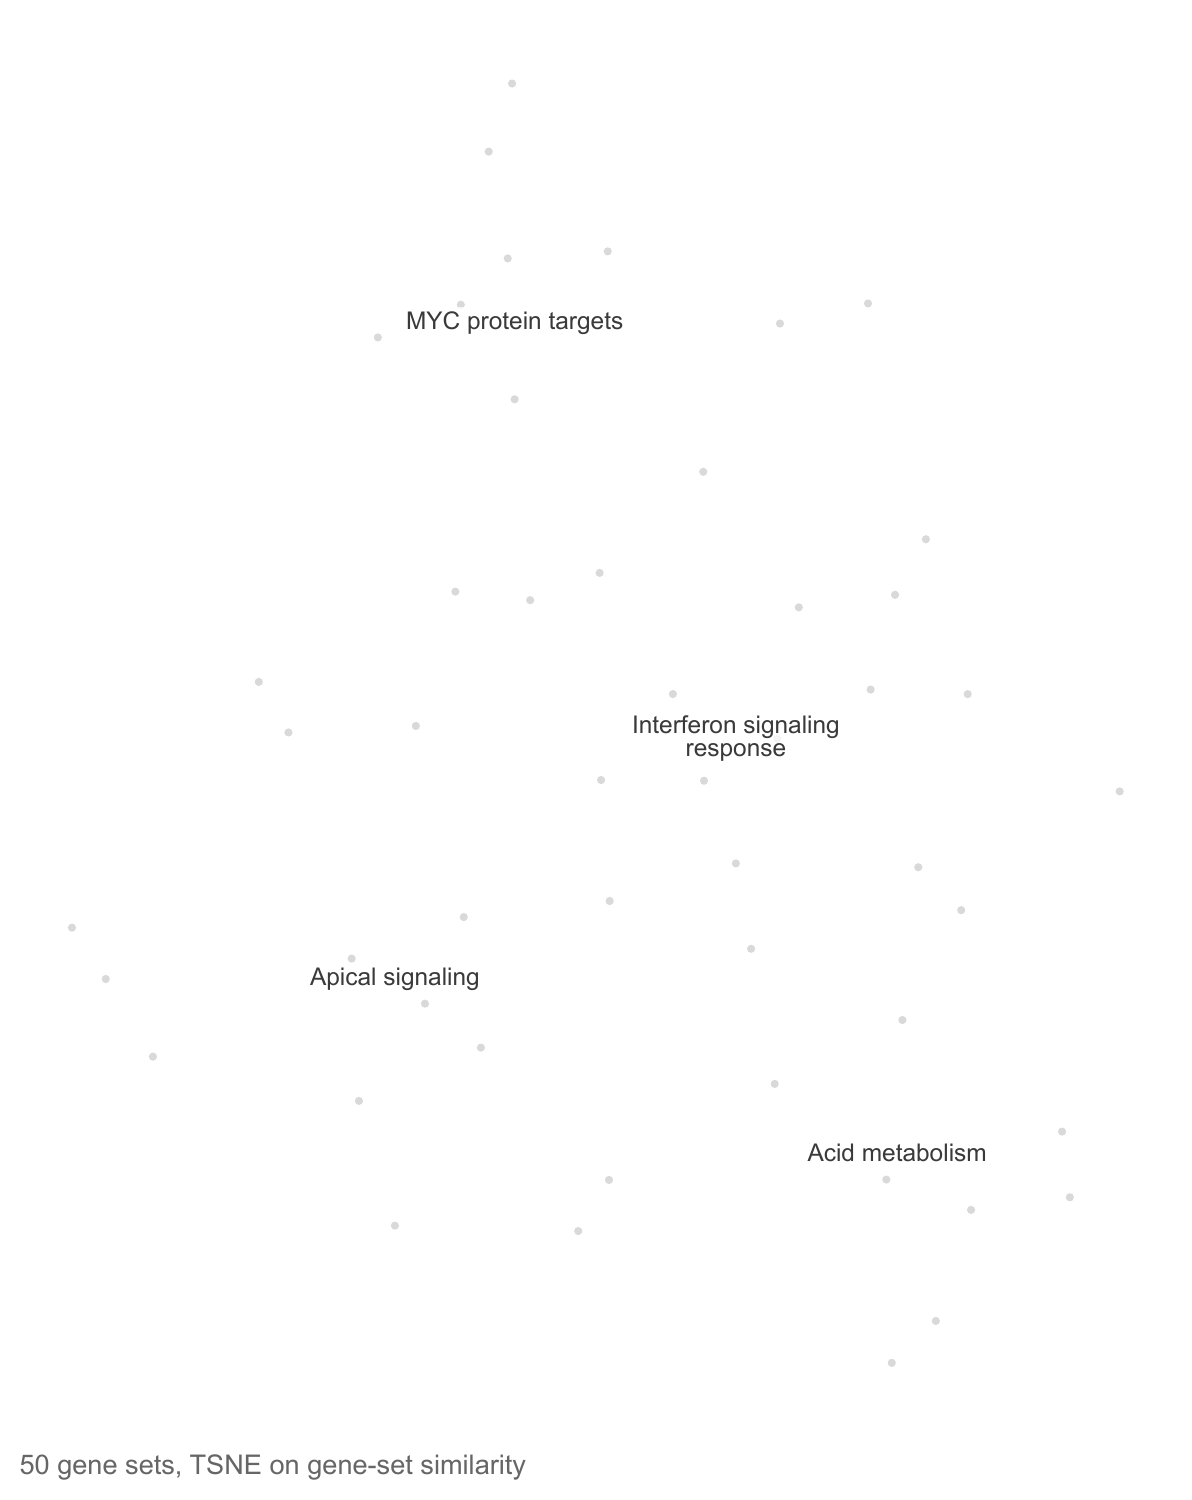 MYC protein targets
Interferon signaling
response
Apical signaling
Acid metabolism
50 gene sets, TSNE on gene-set similarity